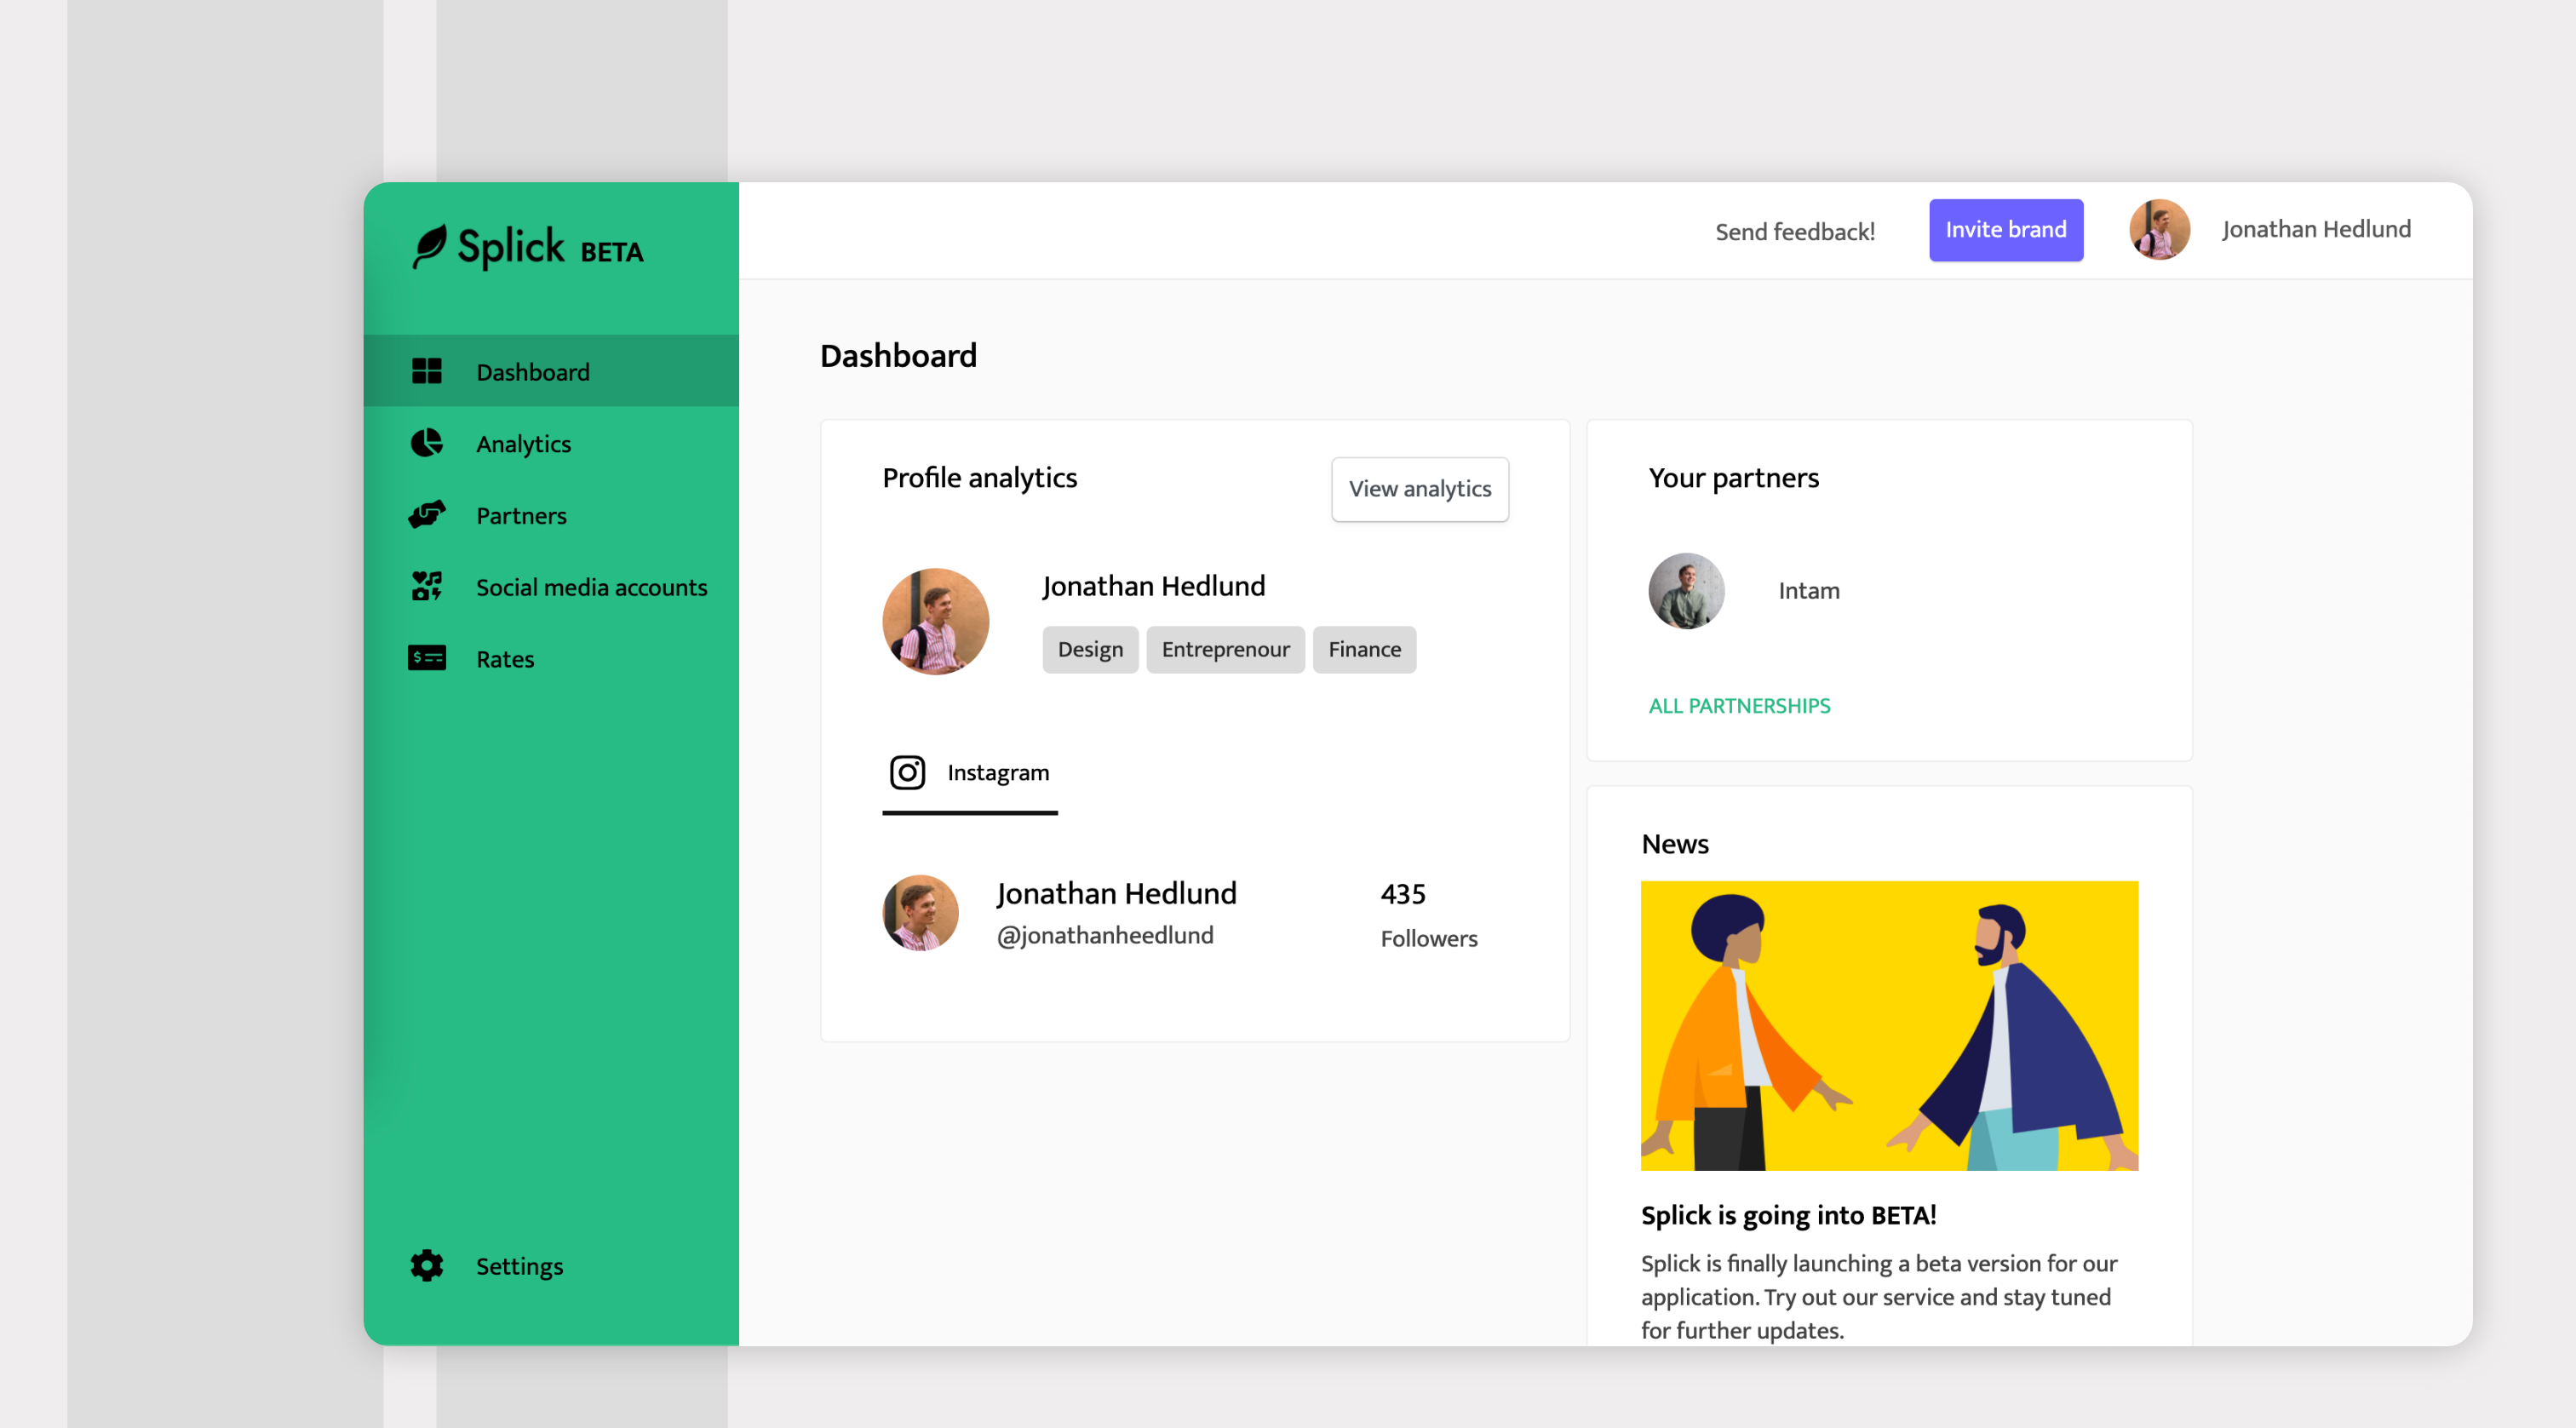 Splick BETA
Send feedback!
Invite brand
Jonathan Hedlund
Dashboard
Analytics
Partners
Social media accounts
Rates
Settings
Dashboard
Profile analytics
View analytics
Jonathan Hedlund
Design
Entreprenour
Finance
Instagram
Jonathan Hedlund
@jonathanheedlund
435
Followers
Your partners
Intam
ALL PARTNERSHIPS
News
Splick is going into BETA!
Splick is finally launching a beta version for our
application. Try out our service and stay tuned
for further updates.